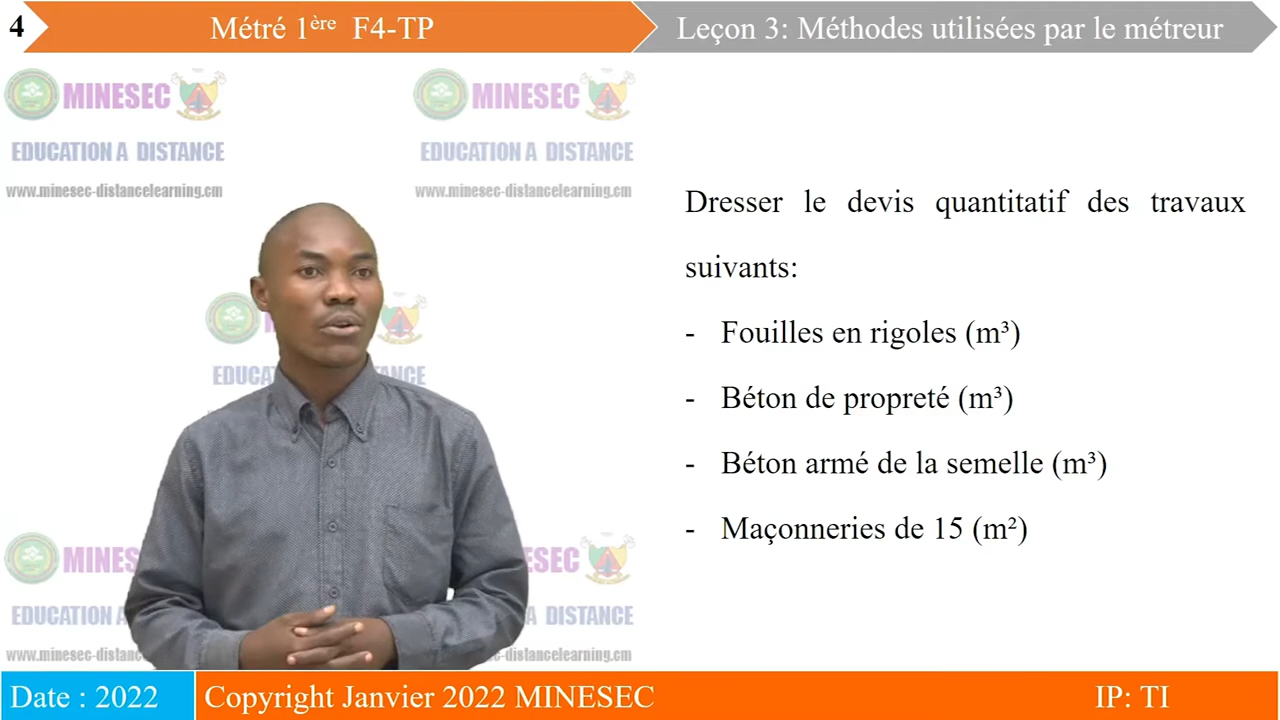 4
Métré 1ère F4-TP
Leçon 3: Méthodes utilisées par le métreur
MINESEC
MINESEC
EDUCATION A DISTANCE
EDUCATION A DISTANCE
www.minesec-distancelearning.cm
www.minesec-distancelearning.cm
Dresser le devis quantitatif des travaux
suivants:
- Fouilles en rigoles (m³)
- Béton de propreté (m³)
- Béton armé de la semelle (m³)
- Maçonneries de 15 (m²)
Date : 2022
Copyright Janvier 2022 MINESEC
IP: TI